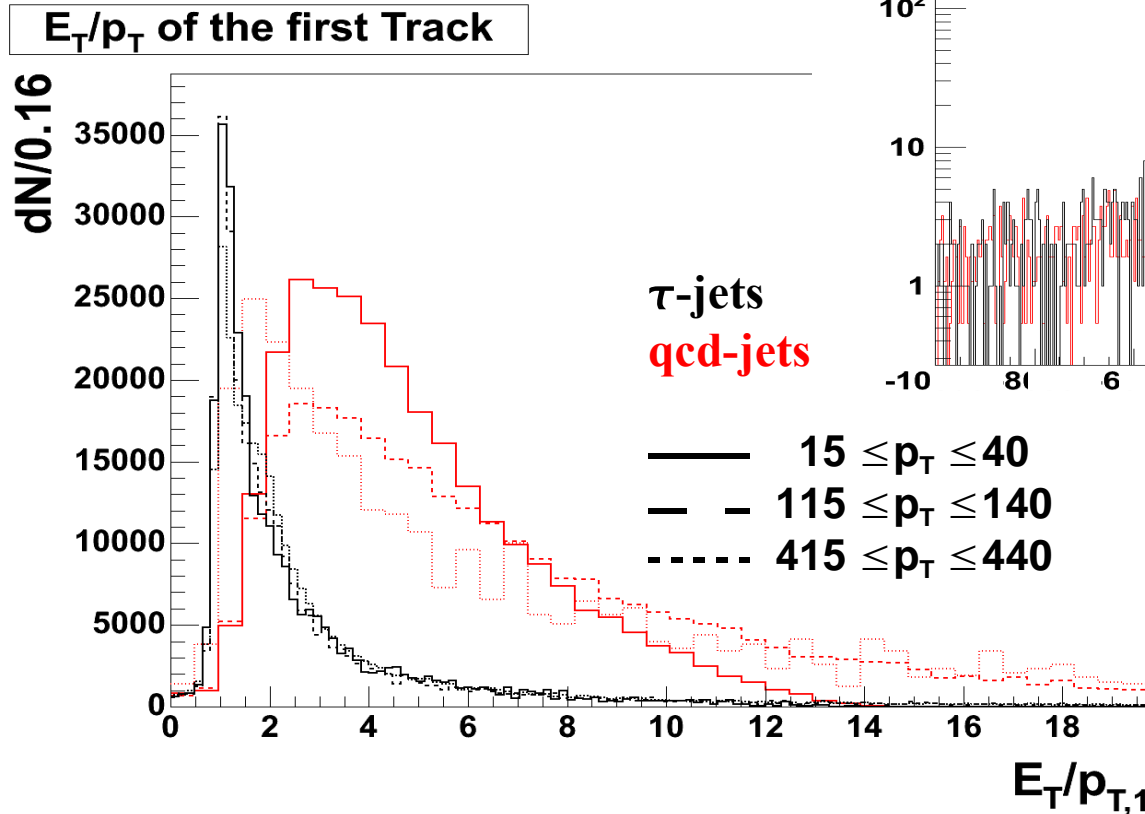 E_T/p_T of the first Track
dN/0.16
35000
30000
25000
20000
15000
10000
5000
0
0 2 4 6 8 10 12 14 16 18
E_T/p_T,1
τ-jets
qcd-jets
15 ≤p_T ≤40
115 ≤p_T ≤140
415 ≤p_T ≤440
10²
10
1
-10